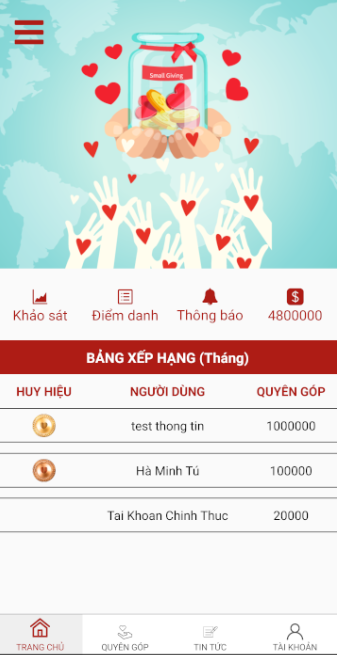 Small Giving
Khảo sát
Điểm danh
Thông báo
4800000
BẢNG XẾP HẠNG (Tháng)
HUY HIỆU NGƯỜI DÙNG QUYÊN GÓP
test thong tin 1000000
Hà Minh Tú 100000
Tai Khoan Chinh Thuc 20000
TRANG CHỦ
QUYÊN GÓP
TIN TỨC
TÀI KHOẢN